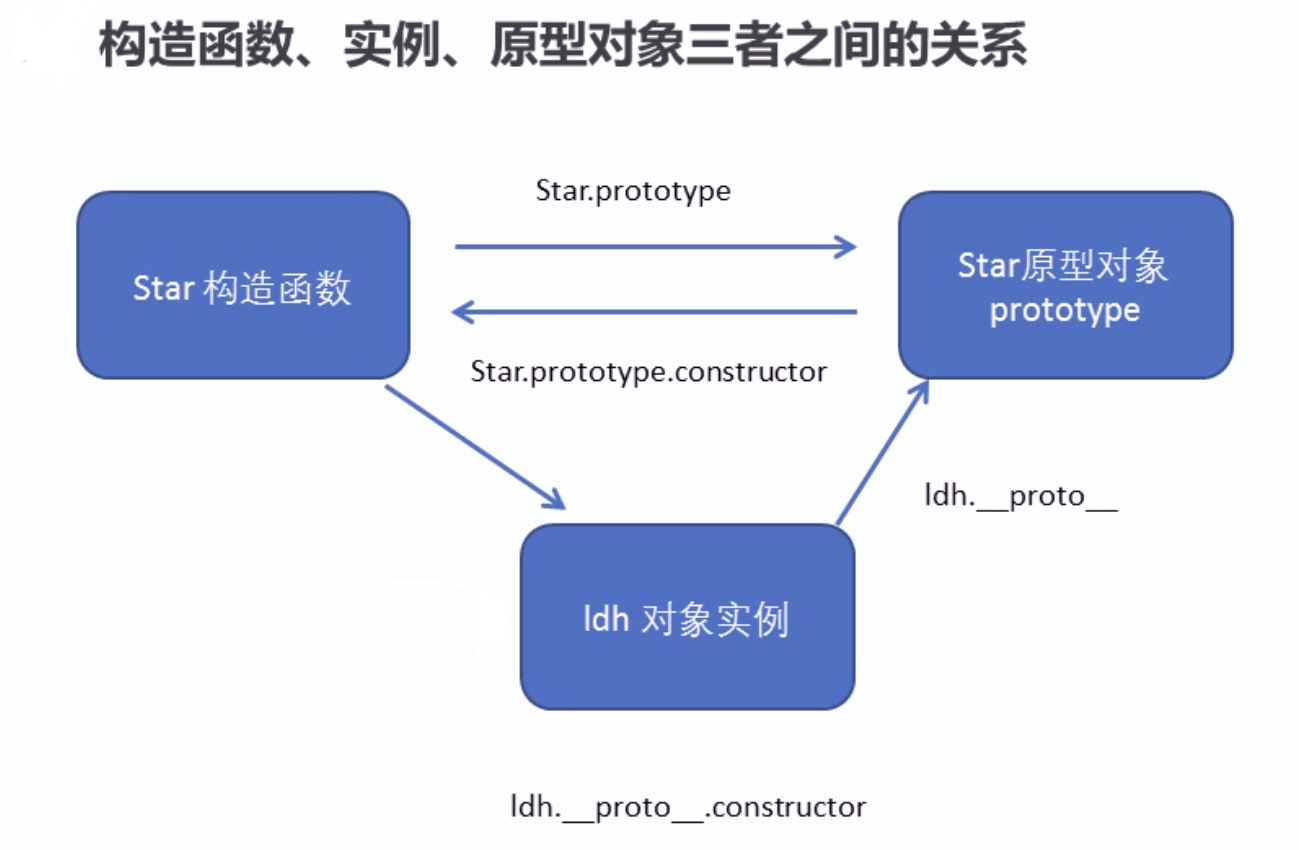 构造函数、实例、原型对象三者之间的关系
Star.prototype
Star 构造函数
Star原型对象
prototype
Star.prototype.constructor
ldh.__proto__
ldh 对象实例
ldh.__proto__.constructor